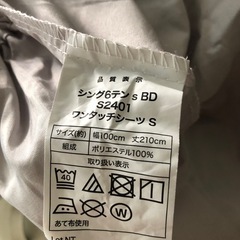 品質表示
シング6テン s BD
S2401
ワンタッチシーツ S
サイズ(約) 幅100cm 丈210cm
組成 ポリエステル100%
取り扱い表示
40
W
あて布使用